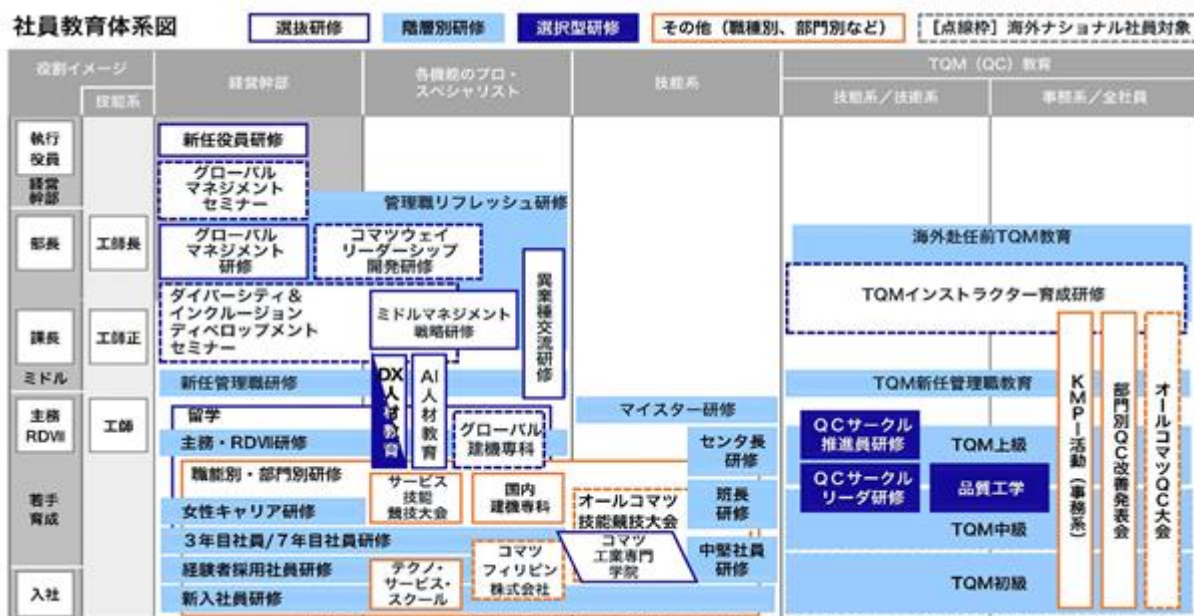 社員教育体系図
選抜研修
階層別研修
選択型研修
その他（職種別、部門別など）
［点線枠］海外ナショナル社員対象
役割イメージ
技能系
経営幹部
各機能のプロ・
スペシャリスト
技能系
TQM（QC）教育
技能系／技術系
事務系／全社員
執行
役員
経営
幹部
部長
工師長
課長
工師正
ミドル
主務
RDⅦ
工師
若手
育成
入社
新任役員研修
グローバル
マネジメント
セミナー
管理職リフレッシュ研修
グローバル
マネジメント
研修
コマツウェイ
リーダーシップ
開発研修
ダイバーシティ＆
インクルージョン
ディベロップメント
セミナー
ミドルマネジメント
戦略研修
異業種交流研修
新任管理職研修
DX人材教育
AI人材教育
留学
主務・RDⅦ研修
グローバル
建機専科
職能別・部門別研修
サービス
技能
競技大会
国内
建機専科
女性キャリア研修
3年目社員/7年目社員研修
経験者採用社員研修
新入社員研修
テクノ・
サービス・
スクール
コマツ
フィリピン
株式会社
マイスター研修
センタ長
研修
オールコマツ
技能競技大会
班長
研修
コマツ
工業専門
学院
中堅社員
研修
海外赴任前TQM教育
TQMインストラクター育成研修
TQM新任管理職教育
QCサークル
推進員研修
TQM上級
QCサークル
リーダ研修
品質工学
TQM中級
TQM初級
KMPI活動（事務系）
部門別QC改善発表会
オールコマツQC大会